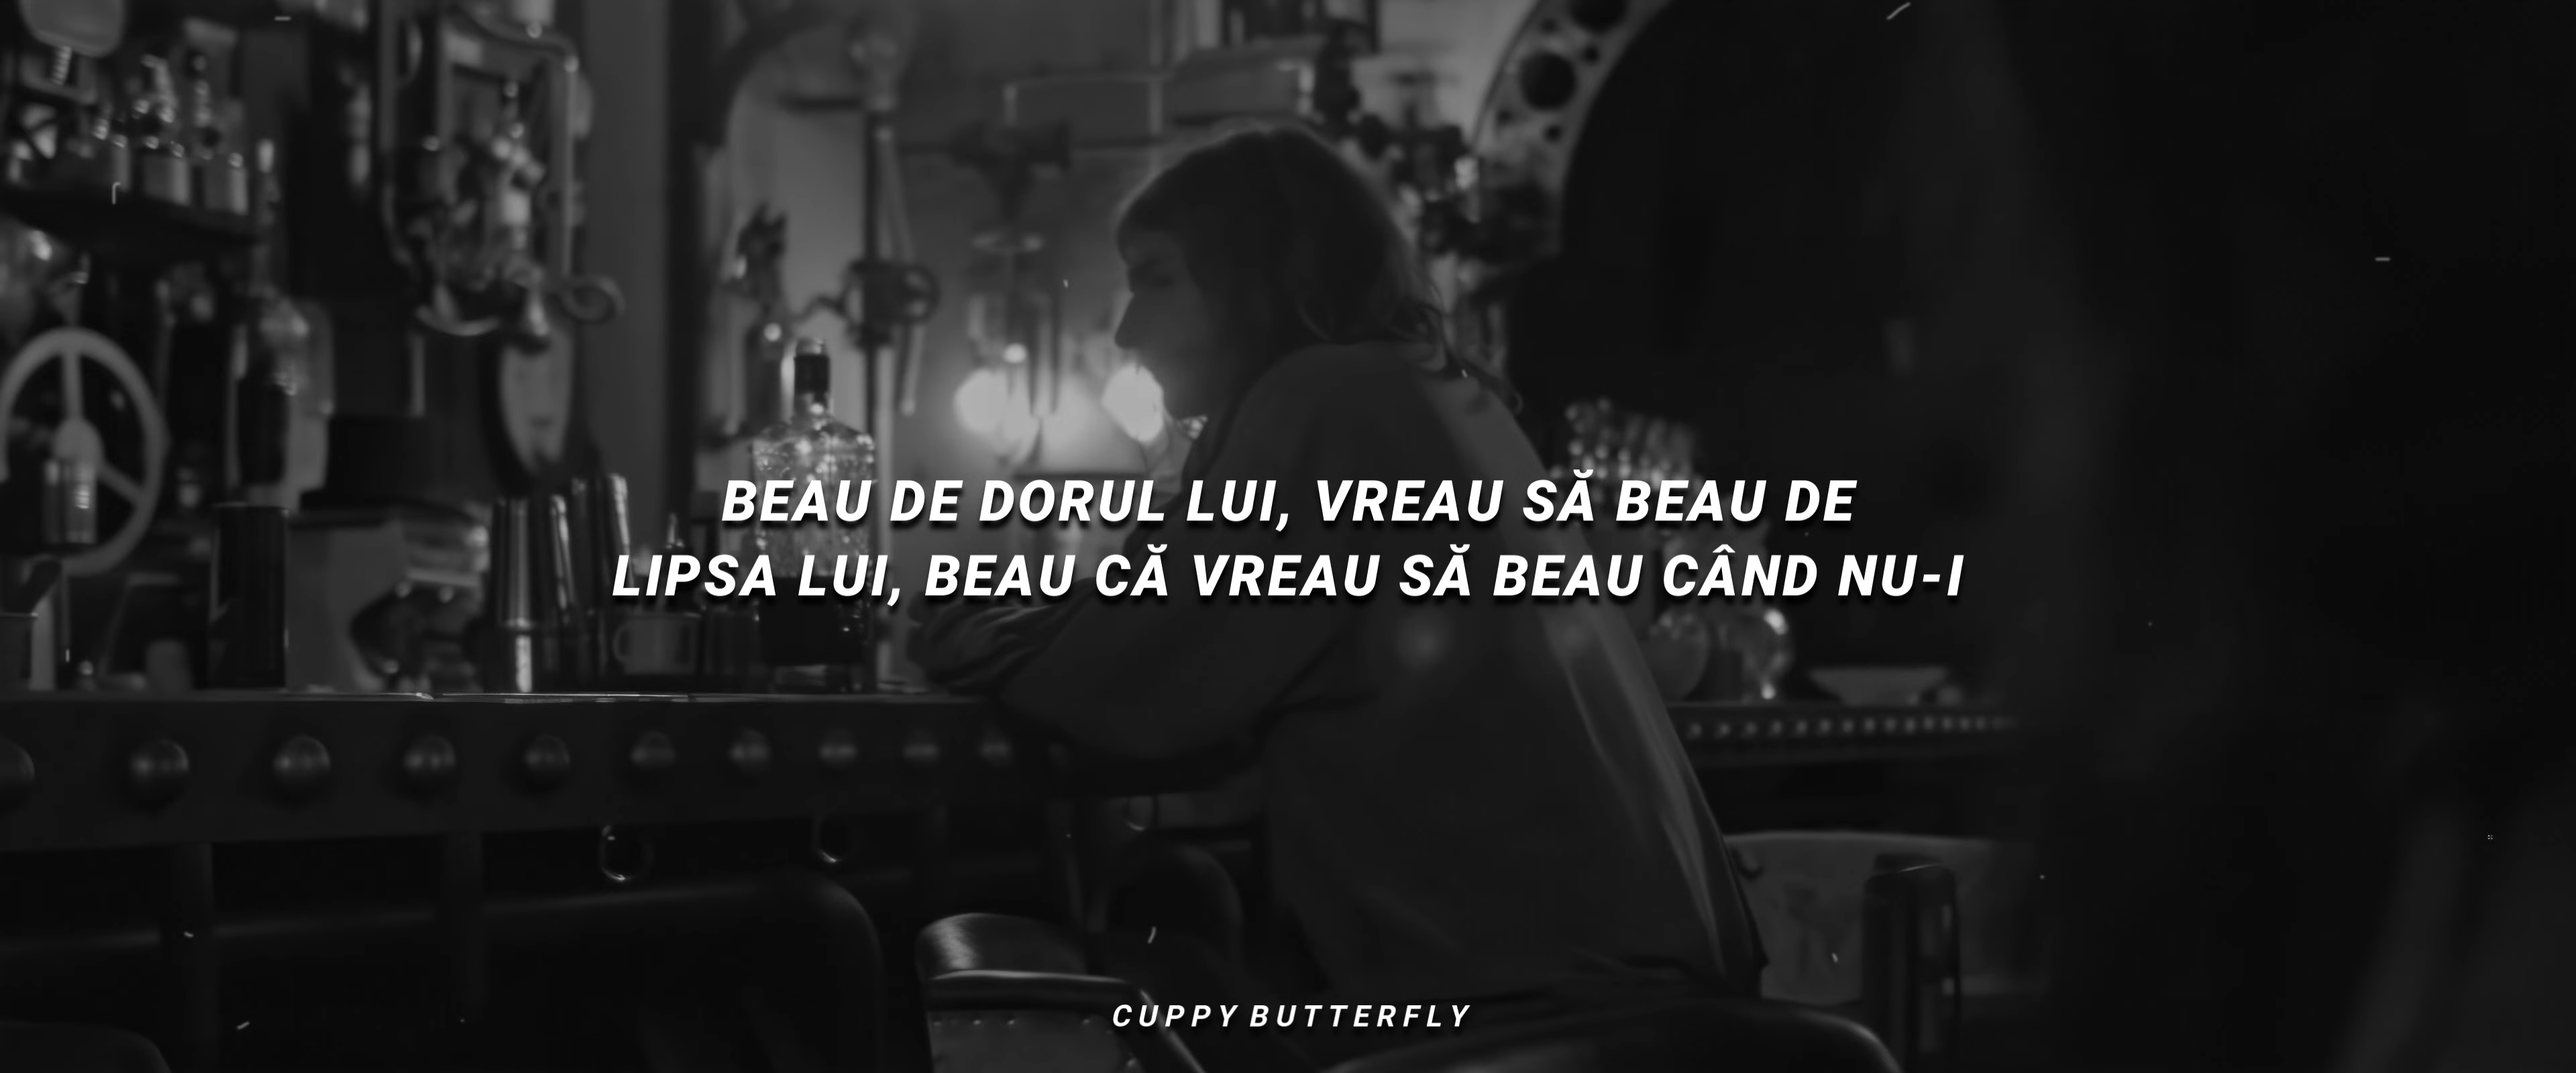 BEAU DE DORUL LUI, VREAU SĂ BEAU DE
LIPSA LUI, BEAU CĂ VREAU SĂ BEAU CÂND NU-I
CUPPY BUTTERFLY